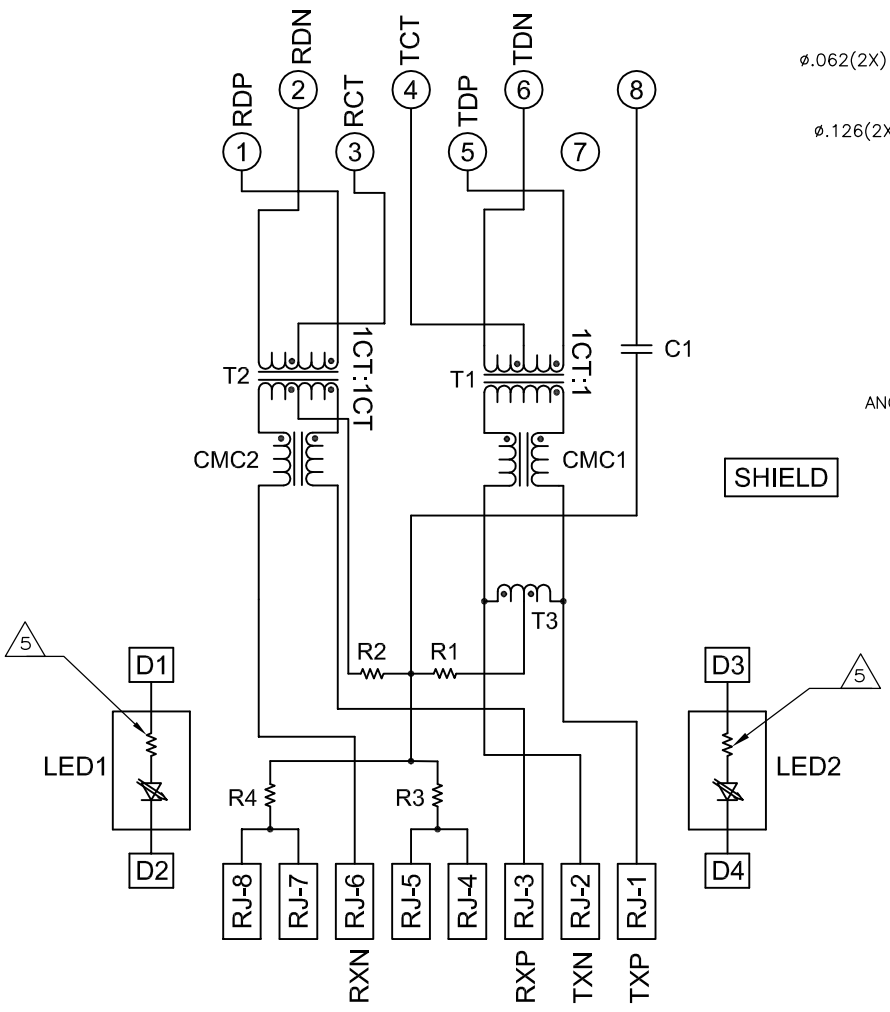 RDN
TCT
TDN
ø.062(2X)
RDP
2
RCT
4
TDP
6
8
ø.126(2X
1
3
5
7
1CT:1CT
1CT:1
C1
T2
T1
ANG
CMC2
CMC1
SHIELD
T3
5
R2
R1
5
D1
D3
LED1
LED2
R4
R3
D2
D4
RJ-8
RJ-7
RJ-6
RJ-5
RJ-4
RJ-3
RJ-2
RJ-1
RXN
RXP
TXN
TXP